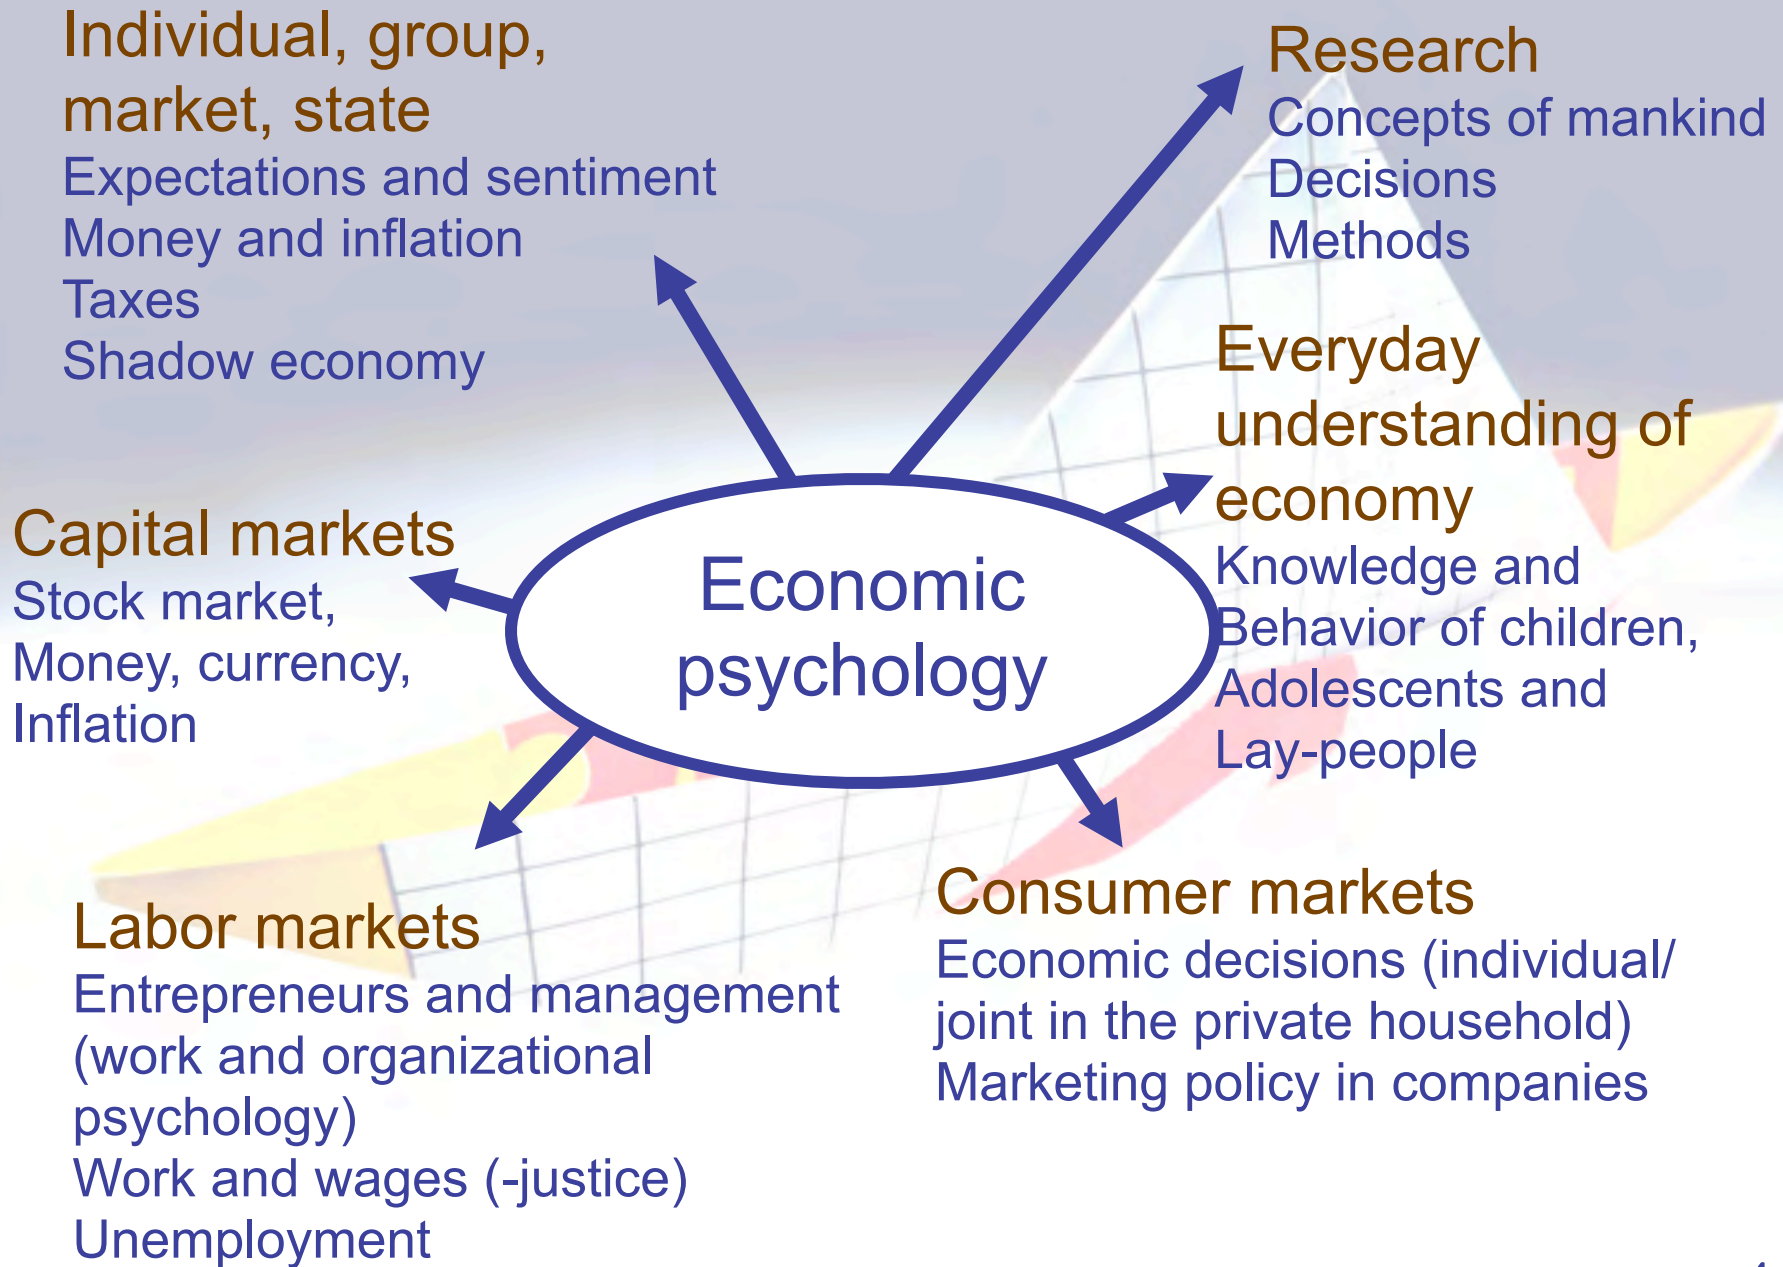 Individual, group,
market, state
Expectations and sentiment
Money and inflation
Taxes
Shadow economy
Research
Concepts of mankind
Decisions
Methods
Everyday
understanding of
economy
Knowledge and
Behavior of children,
Adolescents and
Lay-people
Capital markets
Stock market,
Money, currency,
Inflation
Economic
psychology
Labor markets
Entrepreneurs and management
(work and organizational
psychology)
Work and wages (-justice)
Unemployment
Consumer markets
Economic decisions (individual/
joint in the private household)
Marketing policy in companies